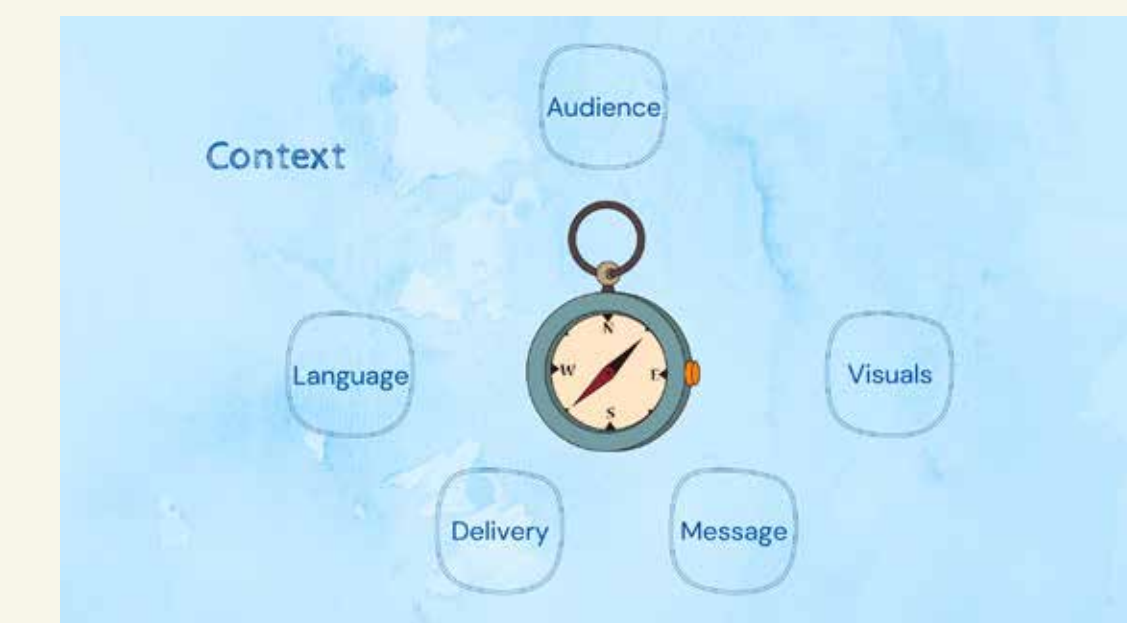 Audience
Context
N
W
E
S
Language
Visuals
Delivery
Message